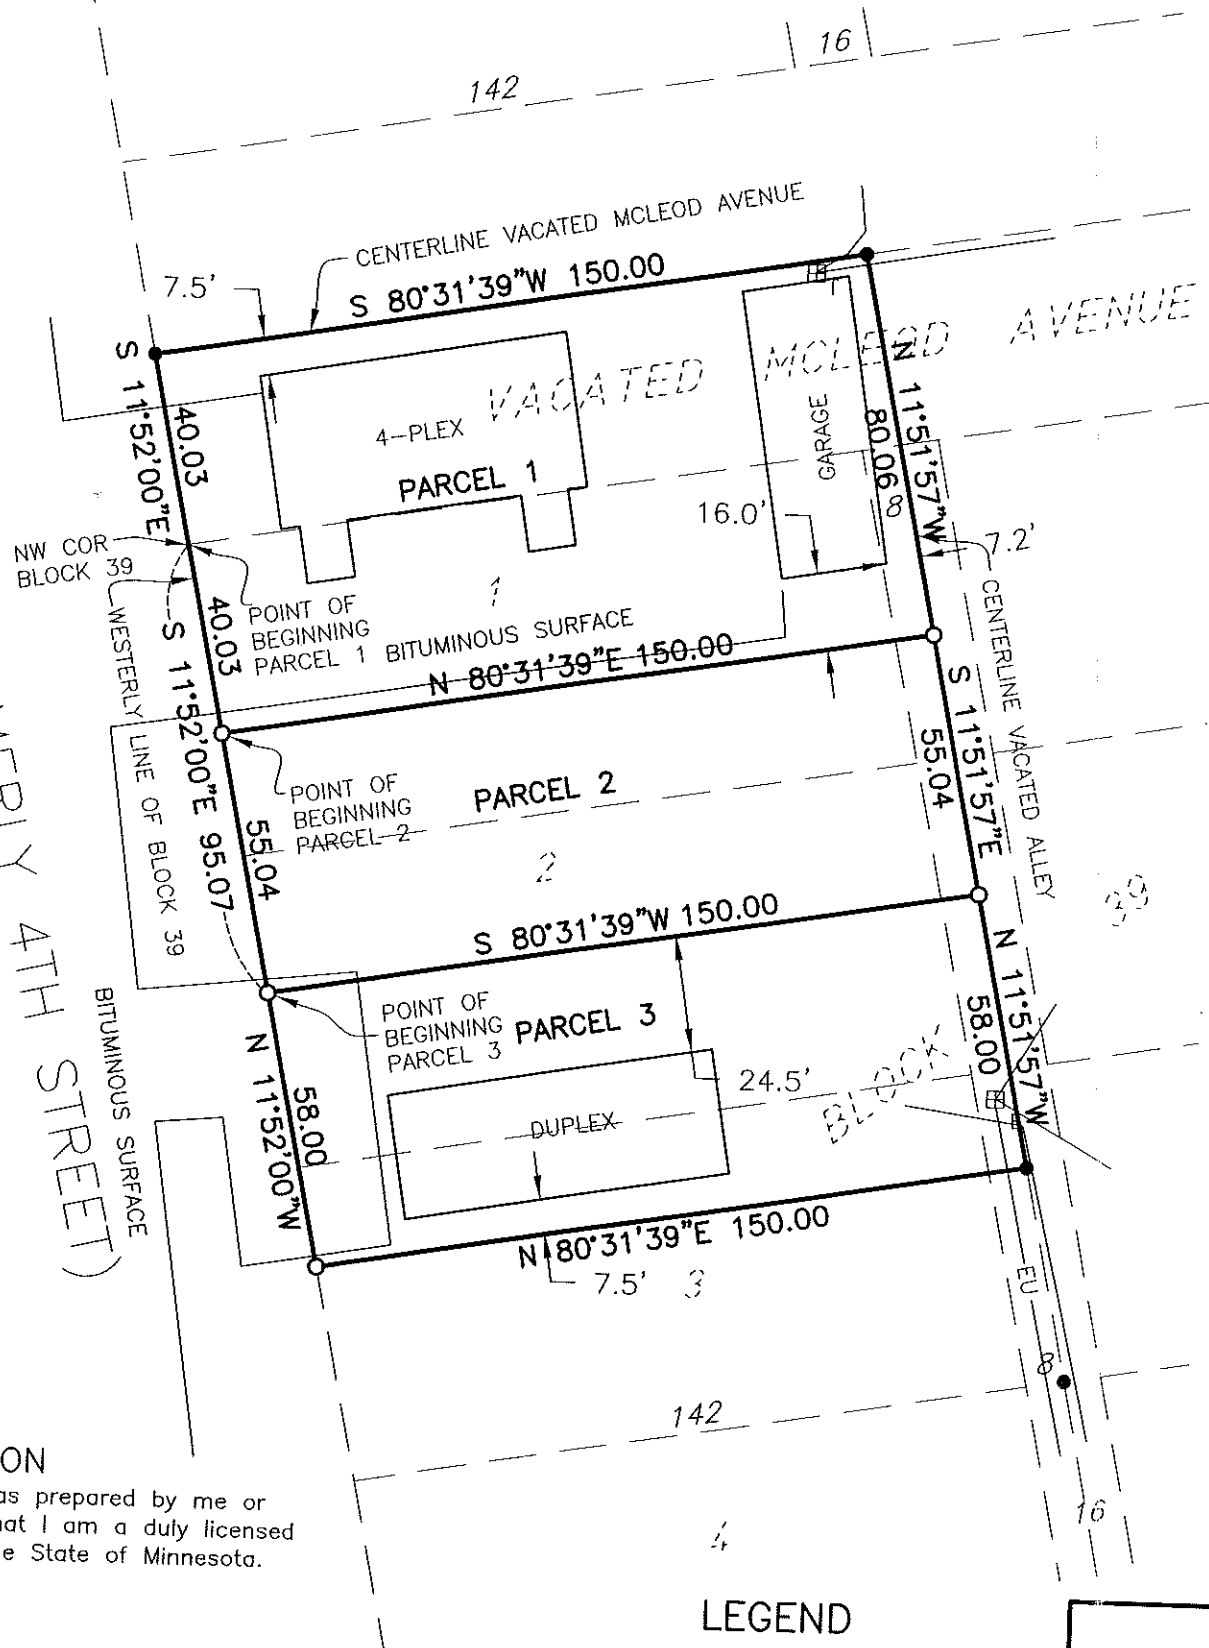 16
142
CENTERLINE VACATED MCLEOD AVENUE
7.5'
S 80°31'39"W 150.00
VACATED MCLEOD AVENUE
S 11°52'00"E
40.03
4-PLEX
PARCEL 1
GARAGE
N 11°51'57"W
80.06
8
16.0'
7.2'
NW COR
BLOCK 39
POINT OF
BEGINNING
PARCEL 1
1
BITUMINOUS SURFACE
40.03
N 80°31'39"E 150.00
WESTERLY LINE OF BLOCK 39
S 11°52'00"E 95.07
CENTERLINE VACATED ALLEY
S 11°51'57"E
55.04
POINT OF
BEGINNING
PARCEL 2
PARCEL 2
55.04
2
39
S 80°31'39"W 150.00
4TH STREET)
BITUMINOUS SURFACE
POINT OF
BEGINNING
PARCEL 3
PARCEL 3
N 11°51'57"W
58.00
BLOCK
24.5'
N 11°52'00"W
58.00
DUPLEX
N 80°31'39"E 150.00
7.5'
3
EU
8
142
16
4
ON
as prepared by me or
hat I am a duly licensed
e State of Minnesota.
LEGEND